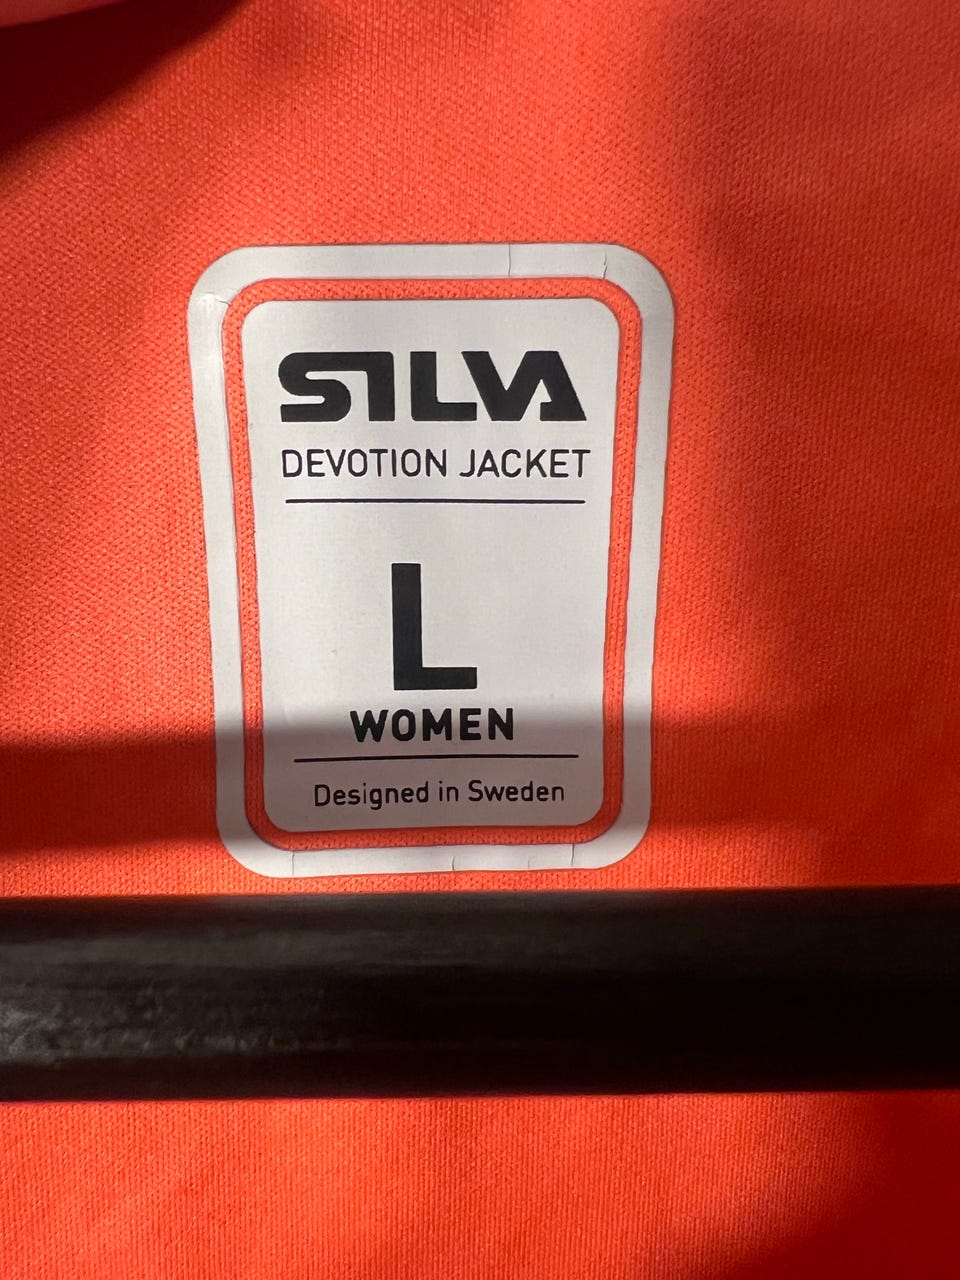 SILVA
DEVOTION JACKET
L
WOMEN
Designed in Sweden